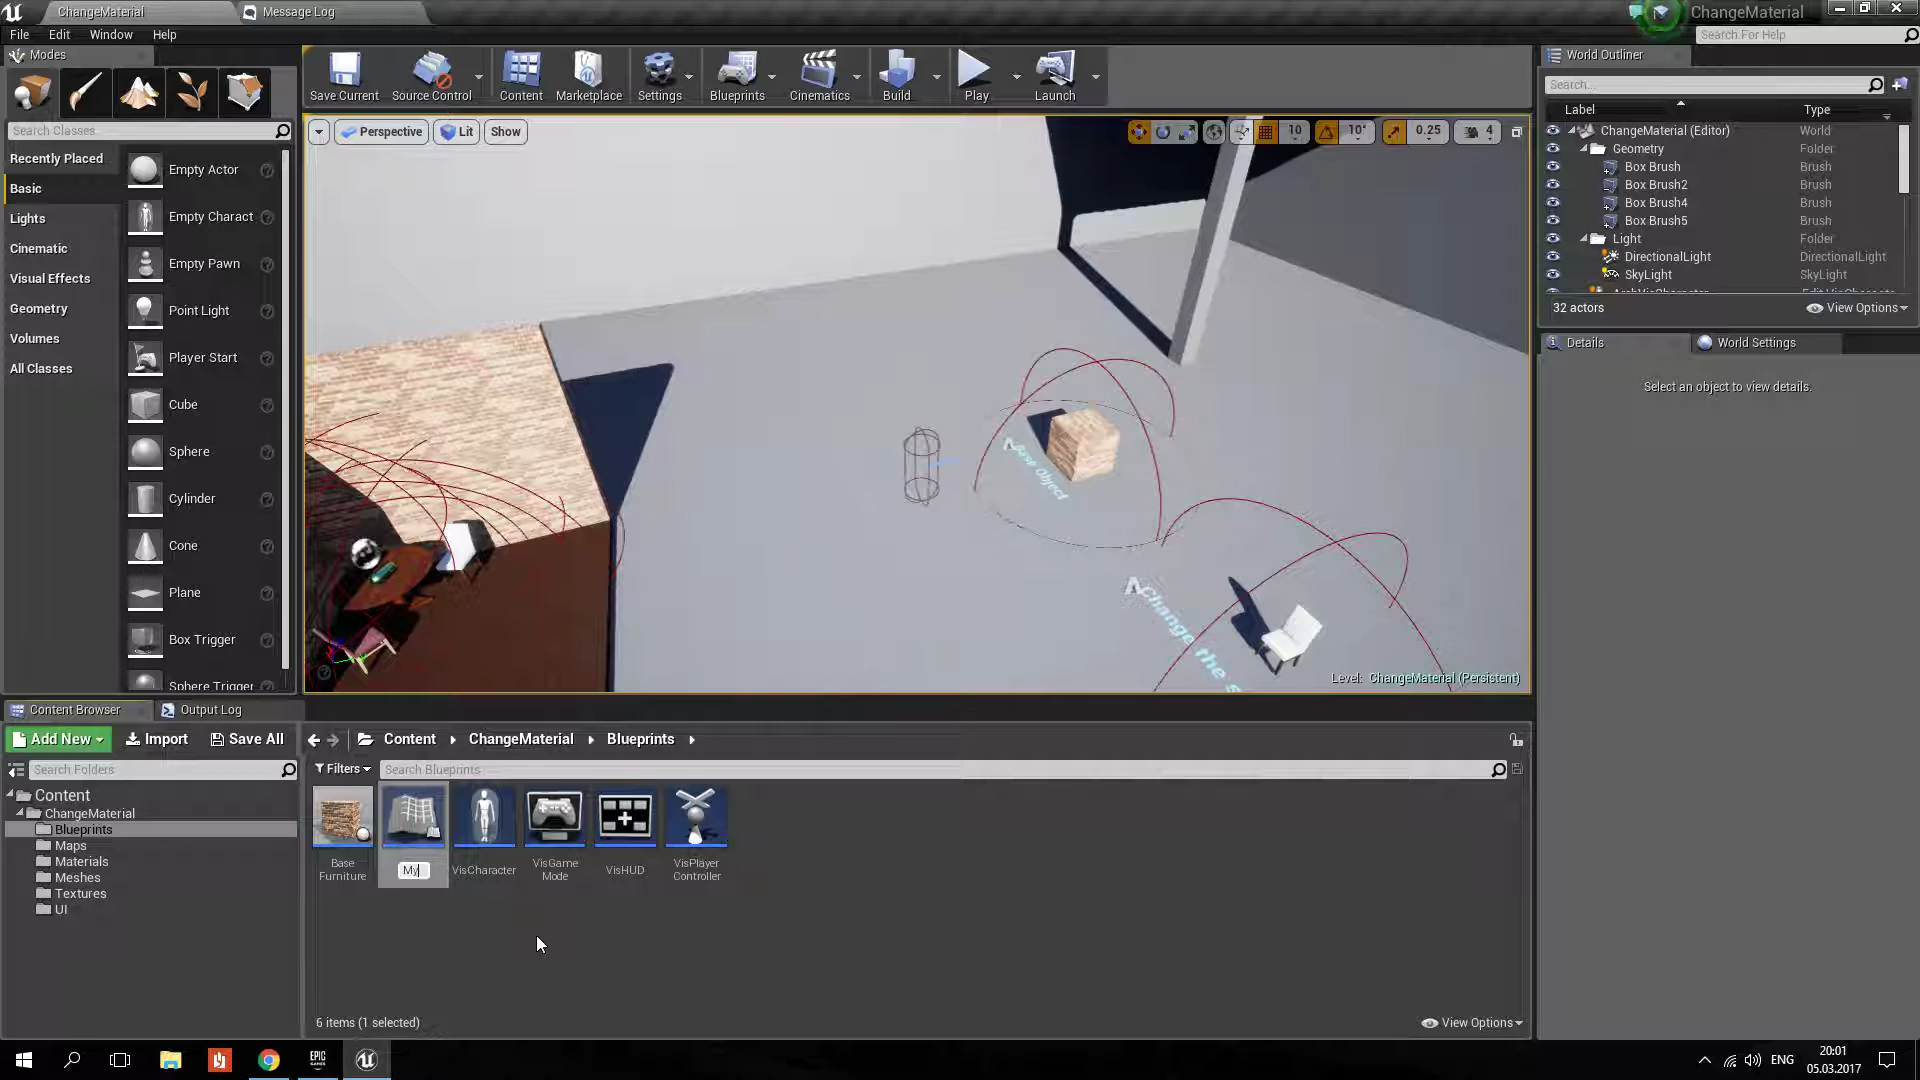 ChangeMaterial
Message Log
ChangeMaterial
File Edit Window Help
Search For Help
Modes
Search Classes
Recently Placed
Basic
Lights
Cinematic
Visual Effects
Geometry
Volumes
All Classes
Empty Actor
Empty Charact
Empty Pawn
Point Light
Player Start
Cube
Sphere
Cylinder
Cone
Plane
Box Trigger
Sphere Trigger
Save Current
Source Control
Content
Marketplace
Settings
Blueprints
Cinematics
Build
Play
Launch
Perspective
Lit
Show
10
10°
0.25
4
Base Object
Change the s
Level: ChangeMaterial (Persistent)
World Outliner
Search...
Label Type
ChangeMaterial (Editor) World
Geometry Folder
Box Brush Brush
Box Brush2 Brush
Box Brush4 Brush
Box Brush5 Brush
Light Folder
DirectionalLight DirectionalLight
SkyLight SkyLight
32 actors
View Options
Details
World Settings
Select an object to view details.
Content Browser
Output Log
Add New
Import
Save All
Content
ChangeMaterial
Blueprints
Search Folders
Filters
Search Blueprints
Content
ChangeMaterial
Blueprints
Maps
Materials
Meshes
Textures
UI
Base
Furniture
My
VisCharacter
VisGame
Mode
VisHUD
VisPlayer
Controller
6 items (1 selected)
View Options
EPIC
GAMES
ENG
20:01
05.03.2017